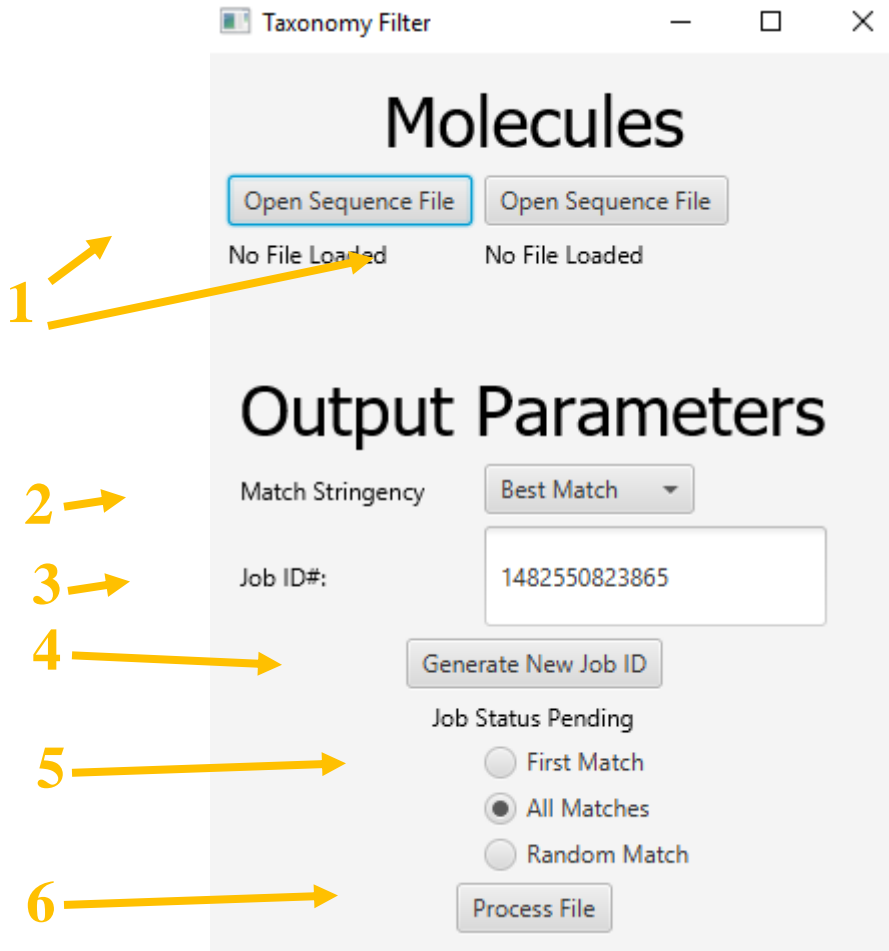 Taxonomy Filter
Molecules
Open Sequence File Open Sequence File
No File Loaded No File Loaded
1
Output Parameters
2 Match Stringency Best Match
3 Job ID#: 1482550823865
4 Generate New Job ID
Job Status Pending
5 First Match
All Matches
Random Match
6 Process File